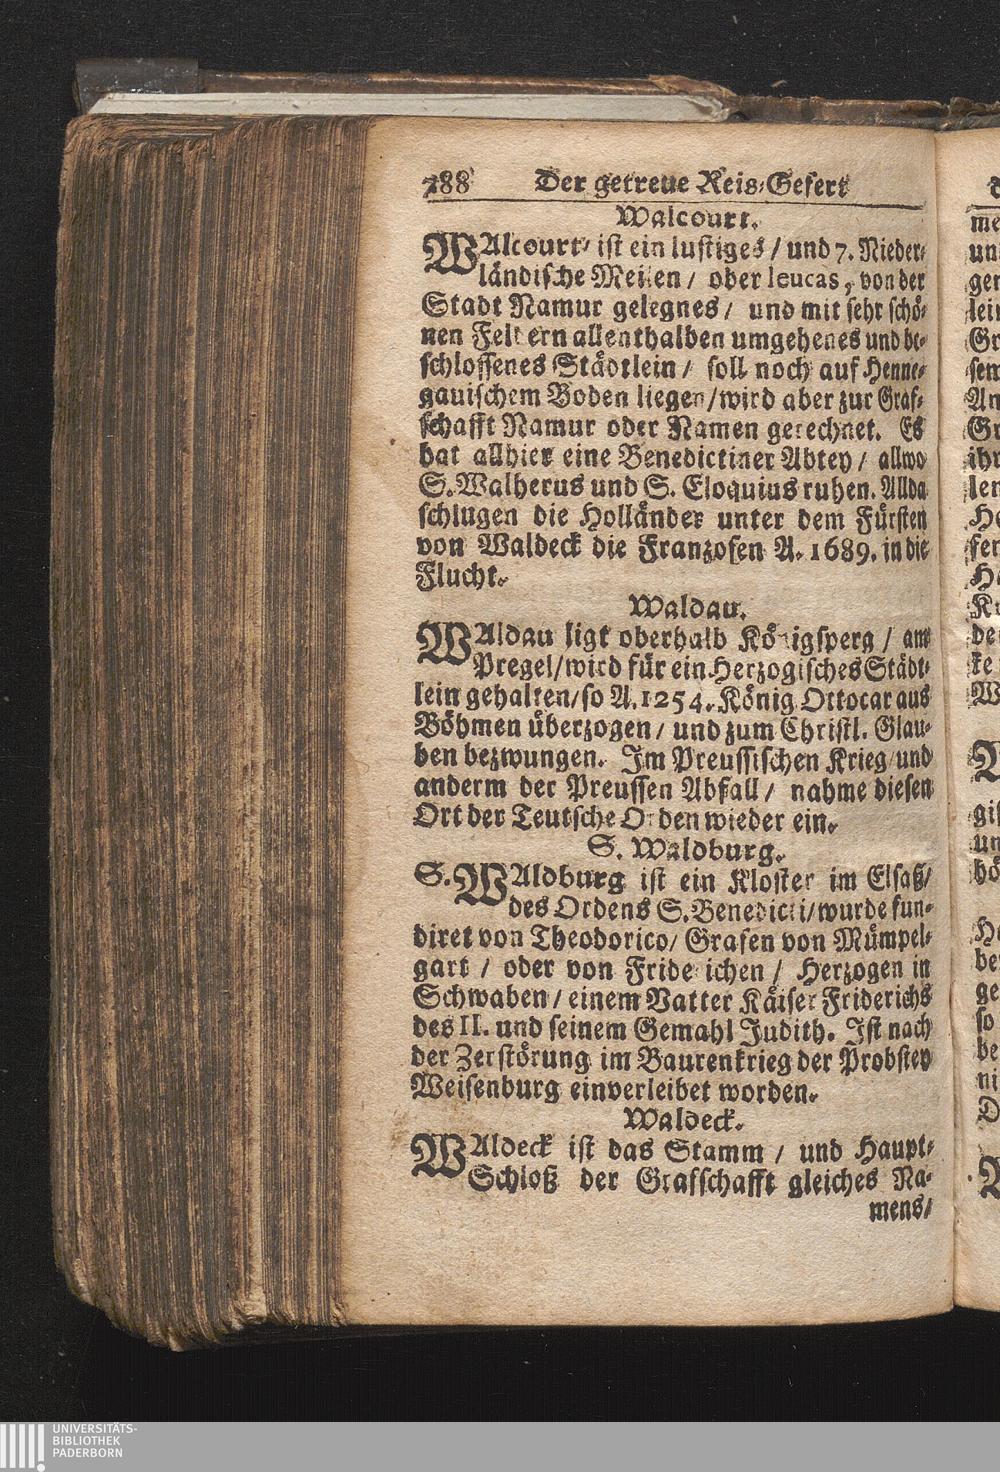 788 Der getreue Reis-Gefert
Walcourt.
WAlcourt/ ist ein lustiges / und 7. Nieder-
ländische Meilen / oder leucas, von der
Stadt Namur gelegnes / und mit sehr schö-
nen Feldern allenthalben umgebenes und be-
schlossenes Städtlein / soll noch auf Henne-
gauischem Boden liegen / wird aber zur Graf-
schafft Namur oder Namen gerechnet. Es
hat allhier eine Benedictiner Abtey / allwo
S. Walherus und S. Eloquius ruhen. Allda
schlugen die Holländer unter dem Fürsten
von Waldeck die Franzosen A. 1689. in die
Flucht.
Waldau.
WAldau ligt oberhalb Königsperg / am
Pregel / wird für ein Herzogisches Städt-
lein gehalten / so A. 1254. König Ottocar aus
Böhmen überzogen / und zum Christl. Glau-
ben bezwungen. Im Preussischen Krieg / und
anderm der Preussen Abfall / nahme diesen
Ort der Teutsche Orden wieder ein.
S. Waldburg.
S. WAldburg ist ein Kloster im Elsaß /
des Ordens S. Benedicti / wurde fun-
diret von Theodorico / Grafen von Mümpel-
gart / oder von Friderichen / Herzogen in
Schwaben / einem Vatter Käiser Friderichs
des II. und seinem Gemahl Judith. Ist nach
der Zerstörung im Baurenkrieg der Probstey
Weisenburg einverleibet worden.
Waldeck.
WAldeck ist das Stamm / und Haupt-
Schloß der Grafschafft gleiches Na-
mens /
UNIVERSITÄTS-
BIBLIOTHEK
PADERBORN